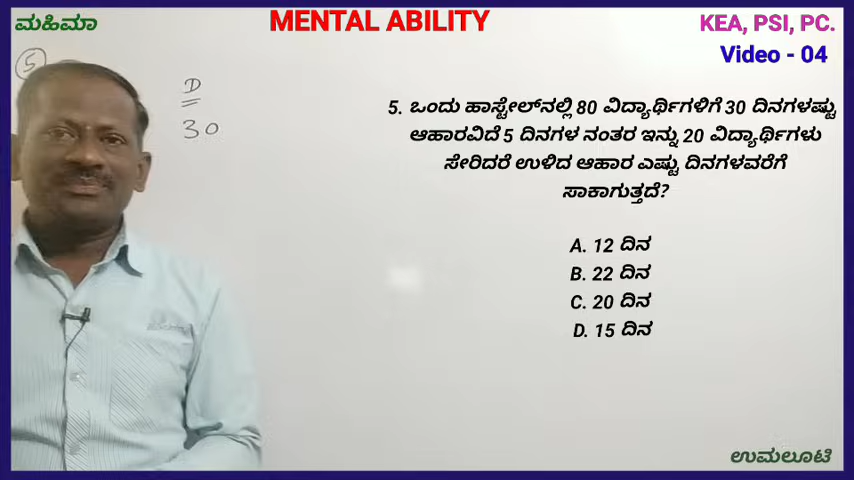 ಮಹಿಮಾ
MENTAL ABILITY
KEA, PSI, PC.
Video - 04
5
D
30
5. ಒಂದು ಹಾಸ್ಟೇಲ್‌ನಲ್ಲಿ 80 ವಿದ್ಯಾರ್ಥಿಗಳಿಗೆ 30 ದಿನಗಳಷ್ಟು
ಆಹಾರವಿದೆ 5 ದಿನಗಳ ನಂತರ ಇನ್ನು 20 ವಿದ್ಯಾರ್ಥಿಗಳು
ಸೇರಿದರೆ ಉಳಿದ ಆಹಾರ ಎಷ್ಟು ದಿನಗಳವರೆಗೆ
ಸಾಕಾಗುತ್ತದೆ?
A. 12 ದಿನ
B. 22 ದಿನ
C. 20 ದಿನ
D. 15 ದಿನ
ಉಮಲೂಟಿ